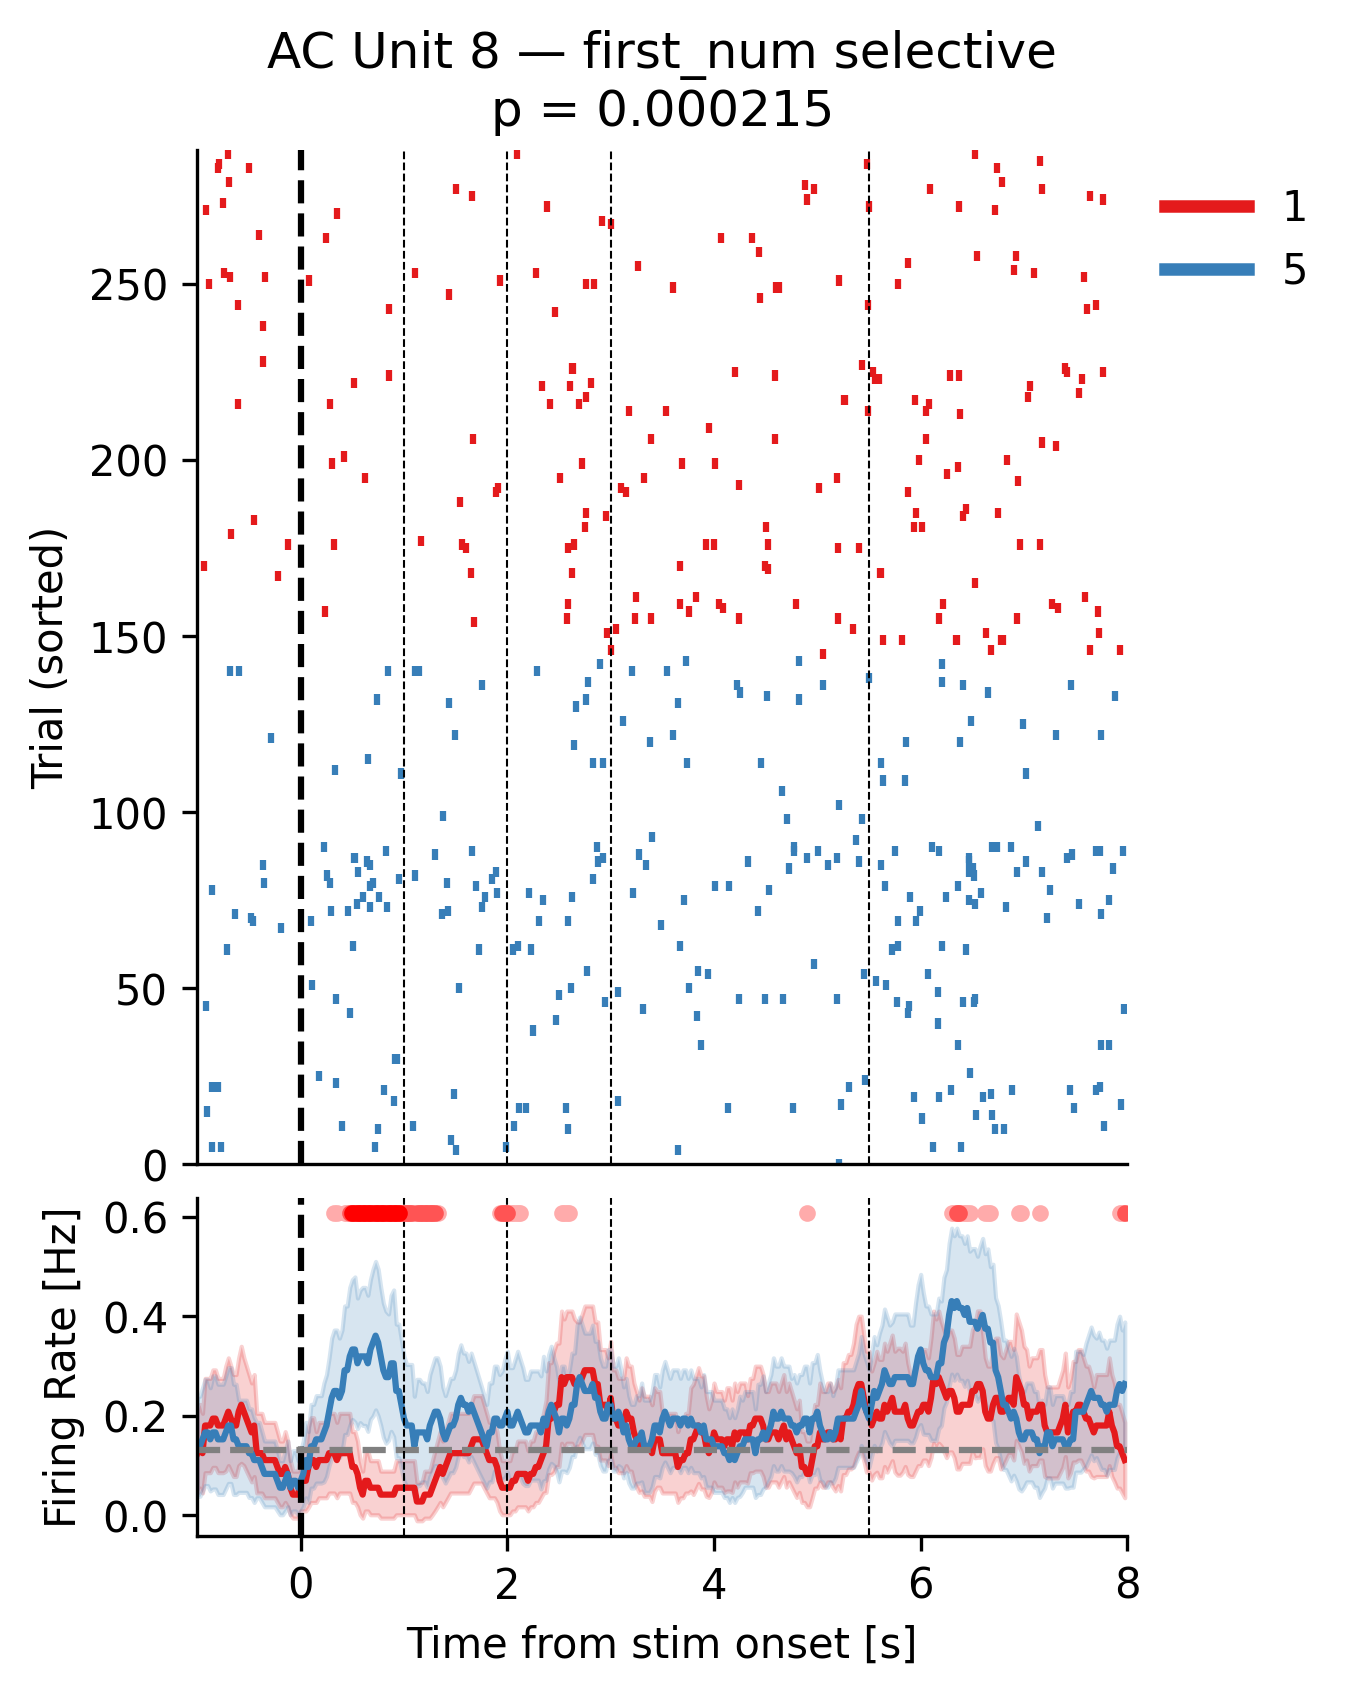 AC Unit 8 — first_num selective
p = 0.000215
1
5
Trial (sorted)
250
200
150
100
50
0
Firing Rate [Hz]
0.6
0.4
0.2
0.0
0 2 4 6 8
Time from stim onset [s]